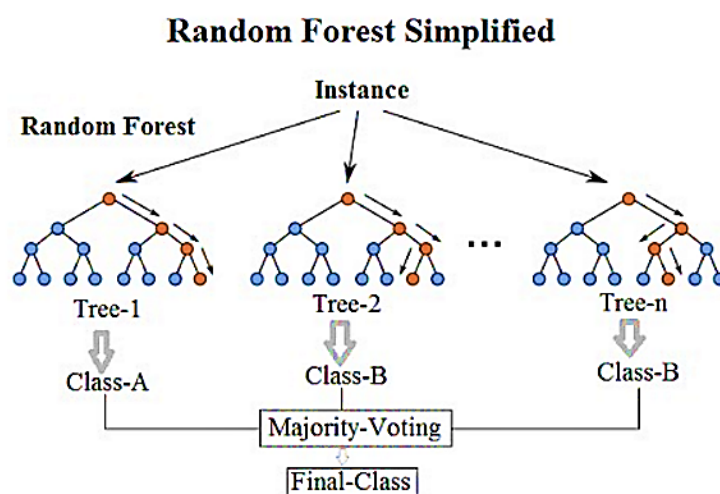 Random Forest Simplified
Instance
Random Forest
...
Tree-1 Tree-2 Tree-n
Class-A Class-B Class-B
Majority-Voting
Final-Class